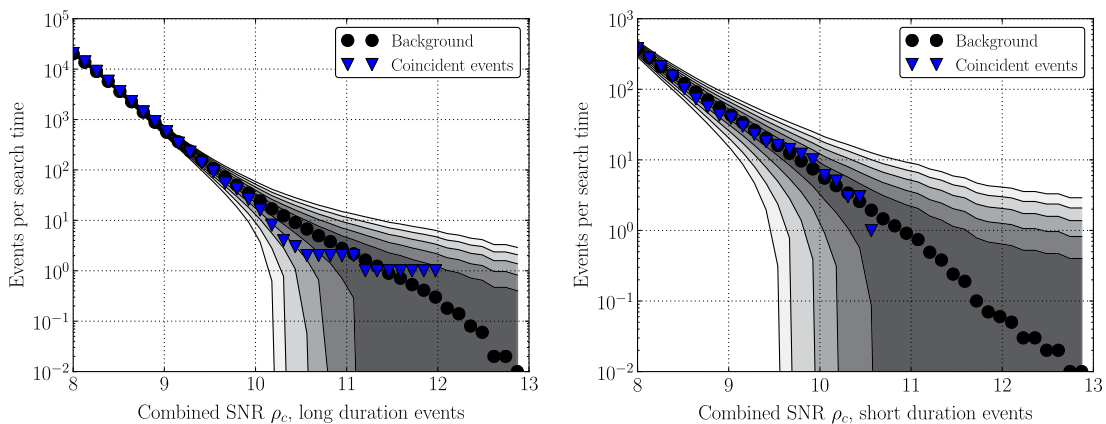 Events per search time
10^5
10^4
10^3
10^2
10^1
10^0
10^−1
10^−2
8 9 10 11 12 13
Combined SNR ρ_c, long duration events
Background
Coincident events
Events per search time
10^3
10^2
10^1
10^0
10^−1
10^−2
8 9 10 11 12 13
Combined SNR ρ_c, short duration events
Background
Coincident events